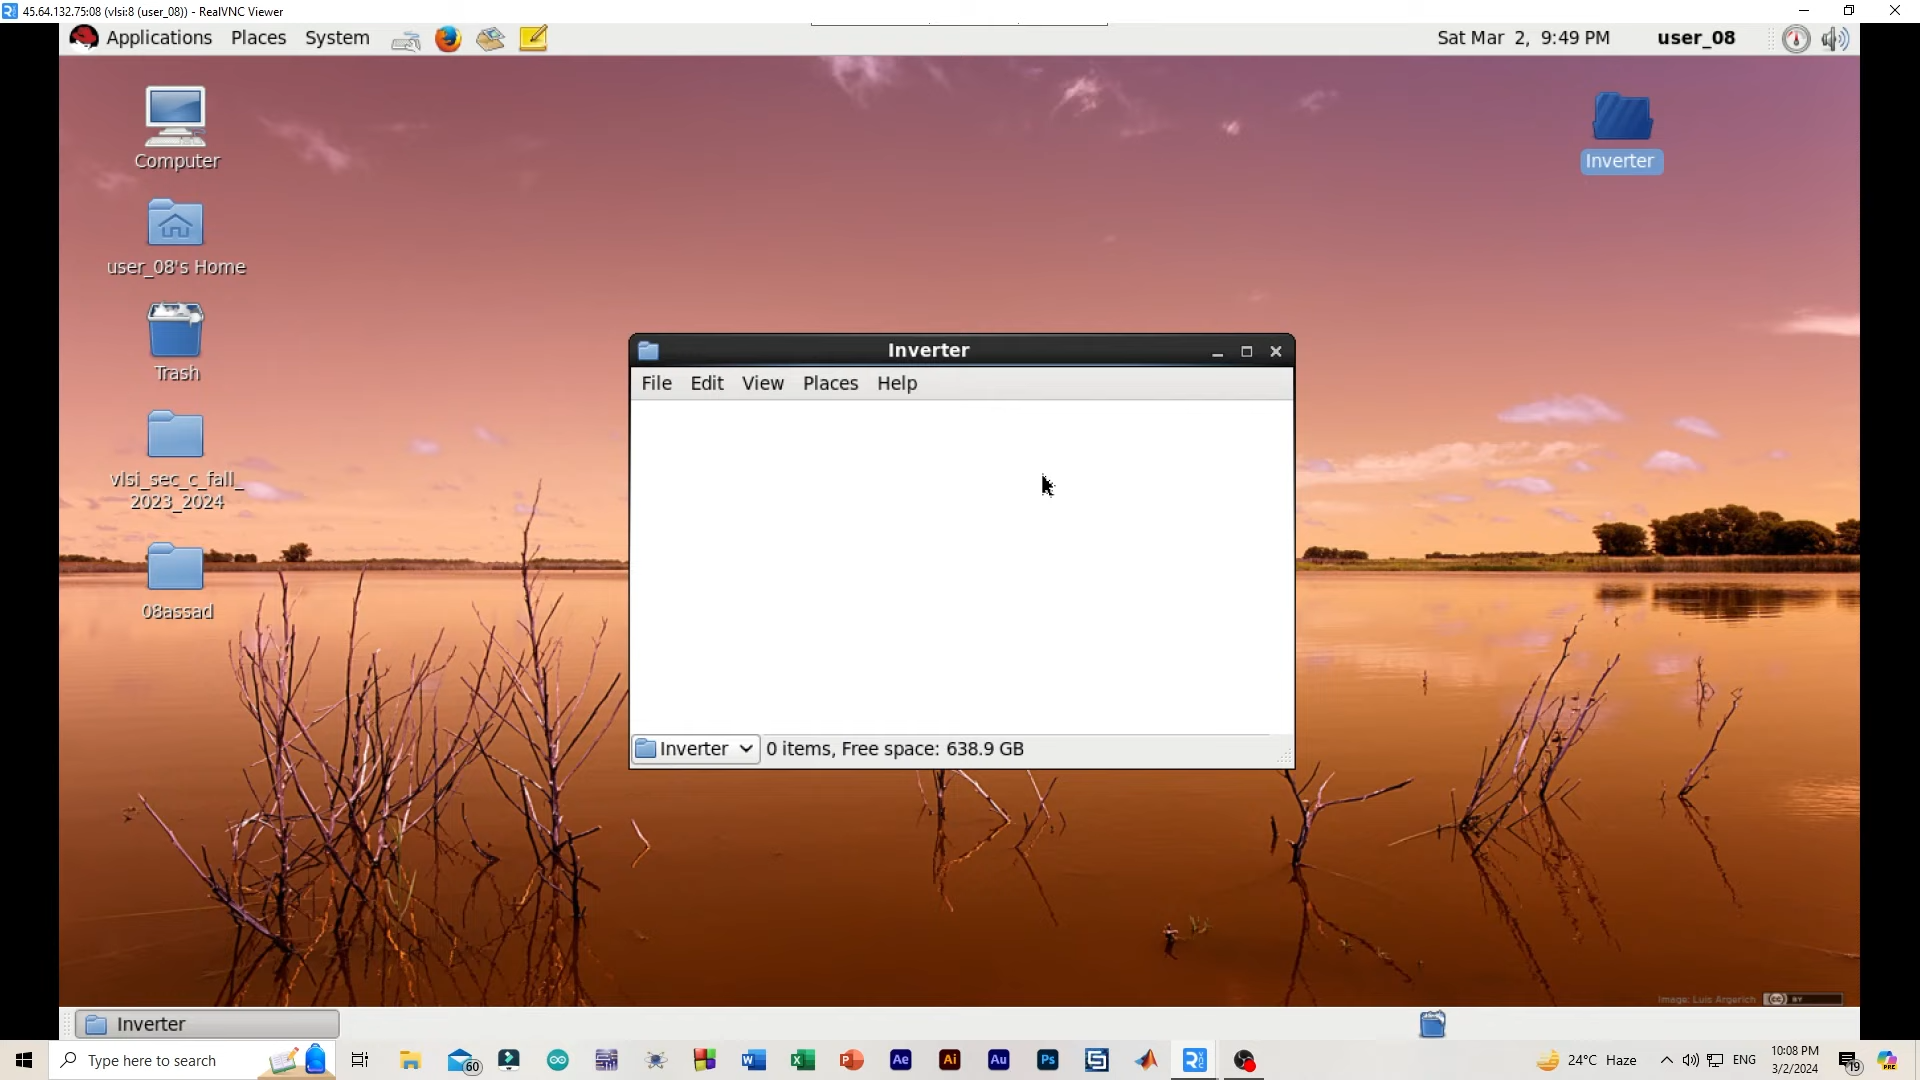 45.64.132.75:08 (vlsi:8 (user_08)) - RealVNC Viewer
Applications Places System
Sat Mar 2, 9:49 PM user_08
Computer
Inverter
user_08's Home
Trash
vlsi_sec_c_fall_
2023_2024
08assad
Inverter
File Edit View Places Help
Inverter 0 items, Free space: 638.9 GB
Image: Luis Argerich
Inverter
Type here to search
60
Ae
Ai
Au
Ps
24°C Haze
ENG
10:08 PM
3/2/2024
19